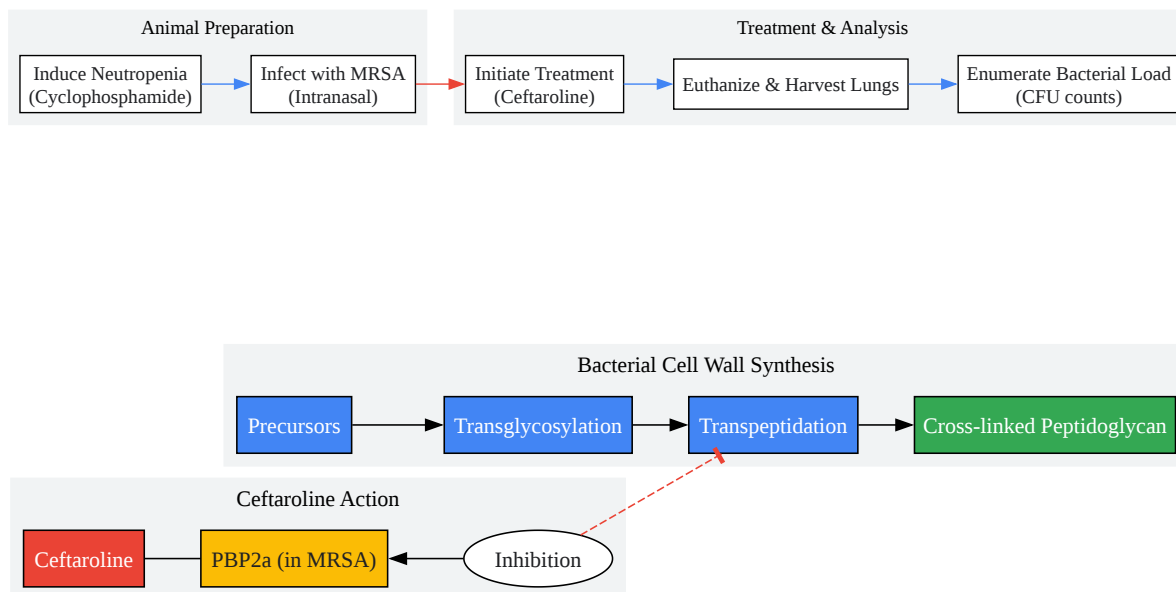 Animal Preparation
Treatment & Analysis
Induce Neutropenia
(Cyclophosphamide)
Infect with MRSA
(Intranasal)
Initiate Treatment
(Ceftaroline)
Euthanize & Harvest Lungs
Enumerate Bacterial Load
(CFU counts)
Bacterial Cell Wall Synthesis
Precursors
Transglycosylation
Transpeptidation
Cross-linked Peptidoglycan
Ceftaroline Action
Ceftaroline
PBP2a (in MRSA)
Inhibition